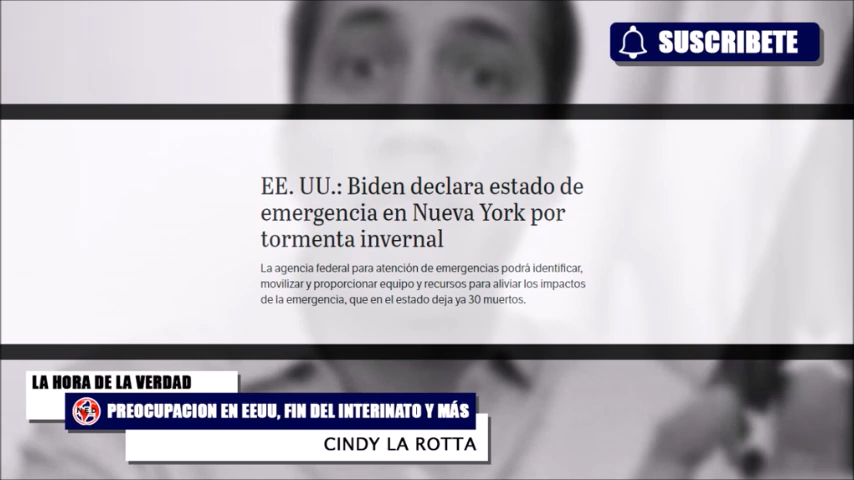 SUSCRIBETE
EE. UU.: Biden declara estado de
emergencia en Nueva York por
tormenta invernal
La agencia federal para atención de emergencias podrá identificar,
movilizar y proporcionar equipo y recursos para aliviar los impactos
de la emergencia, que en el estado deja ya 30 muertos.
LA HORA DE LA VERDAD
PREOCUPACION EN EEUU, FIN DEL INTERINATO Y MÁS
CINDY LA ROTTA